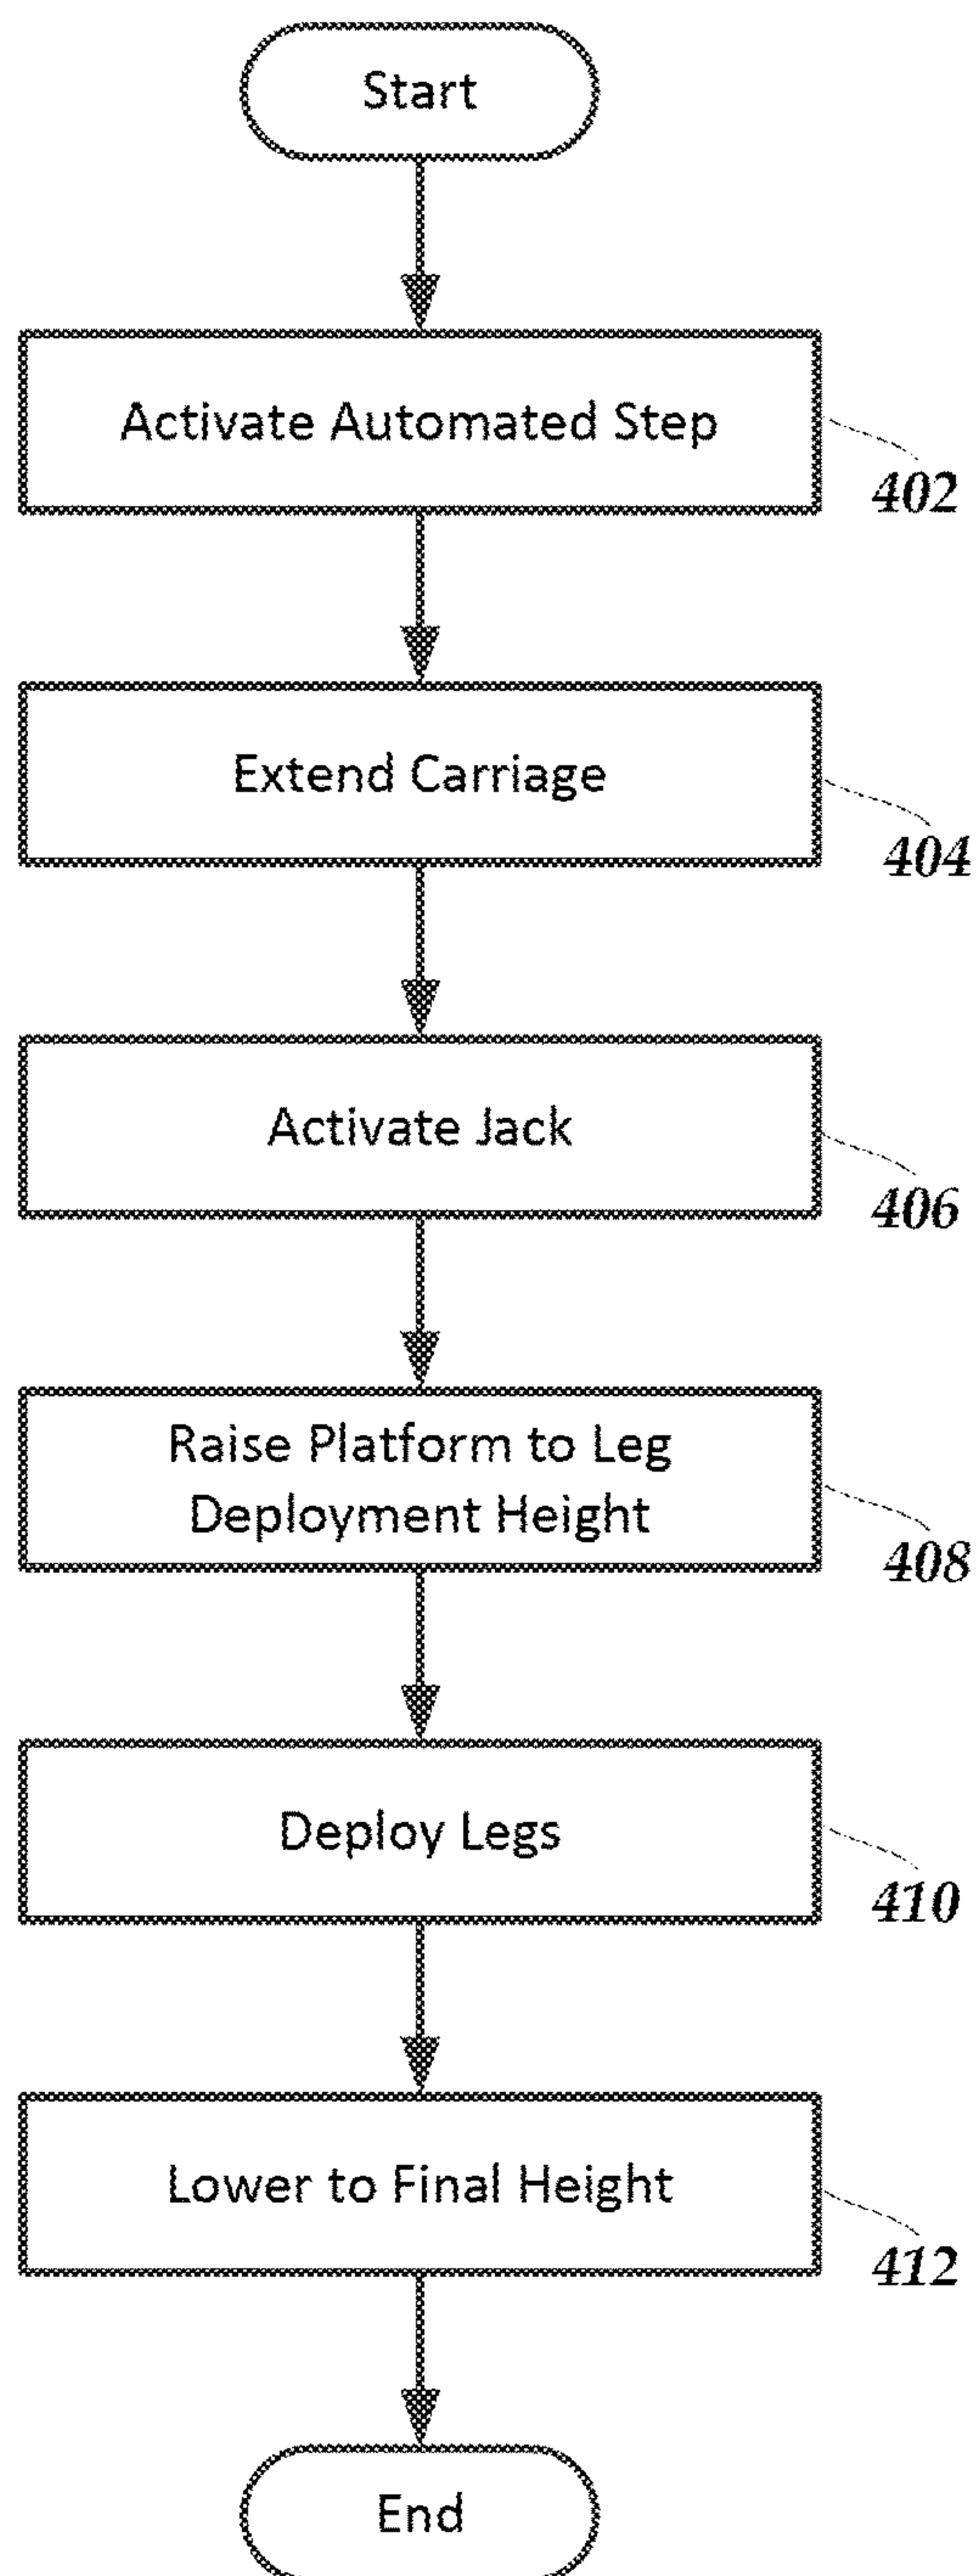 Start
Activate Automated Step
402
Extend Carriage
404
Activate Jack
406
Raise Platform to Leg
Deployment Height
408
Deploy Legs
410
Lower to Final Height
412
End